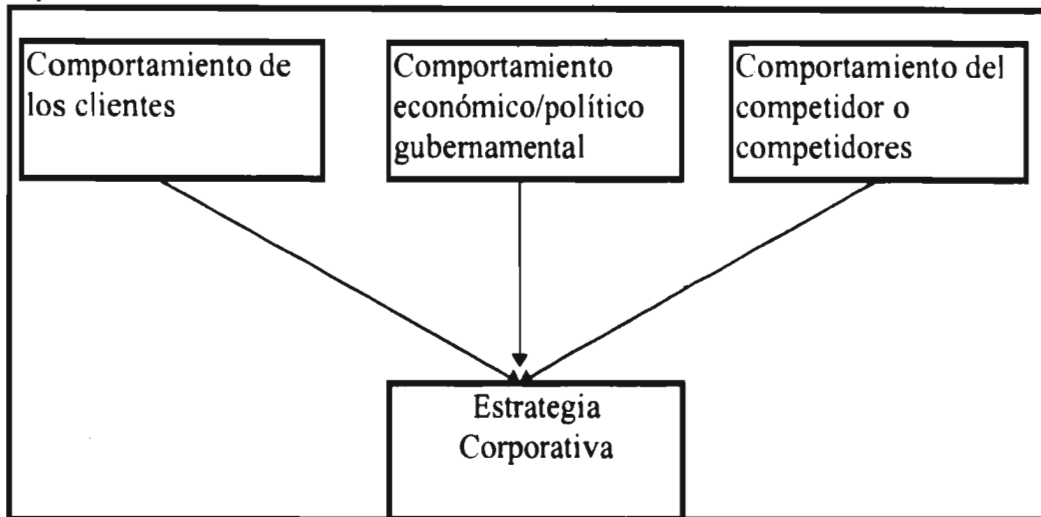 Comportamiento de
los clientes
Comportamiento
económico/político
gubernamental
Comportamiento del
competidor o
competidores
Estrategia
Corporativa